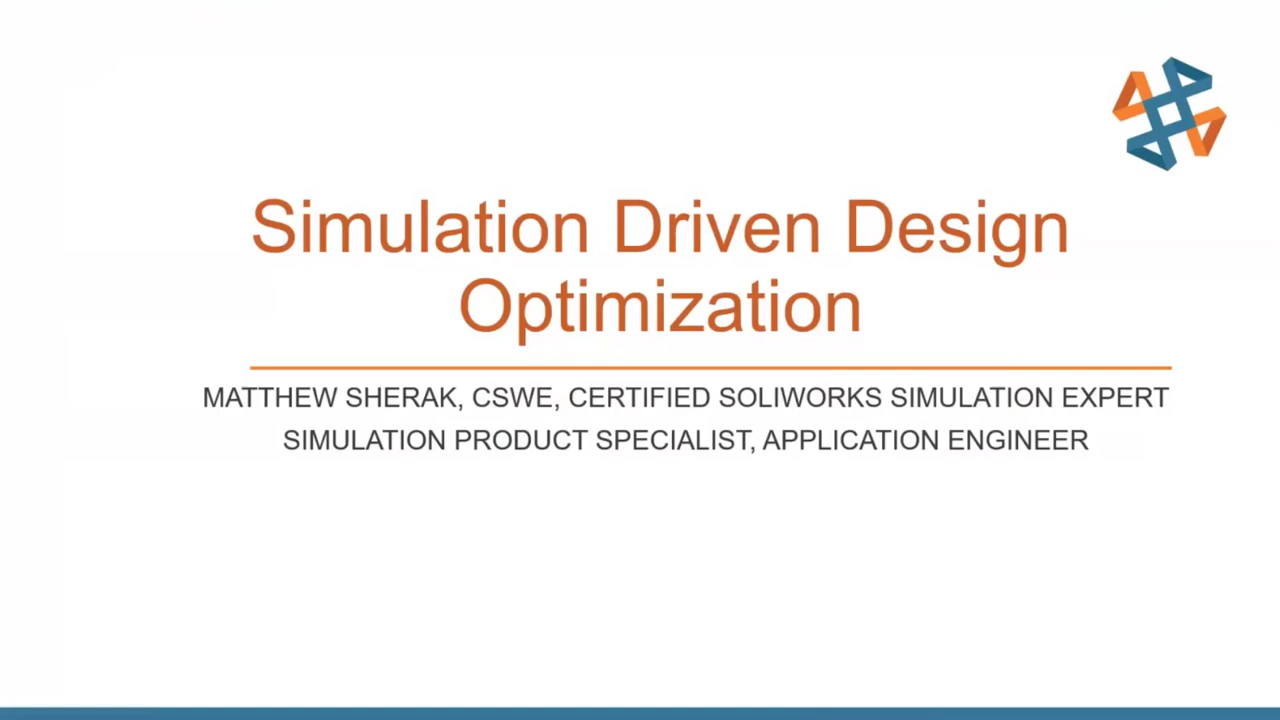 Simulation Driven Design
Optimization
MATTHEW SHERAK, CSWE, CERTIFIED SOLIWORKS SIMULATION EXPERT
SIMULATION PRODUCT SPECIALIST, APPLICATION ENGINEER